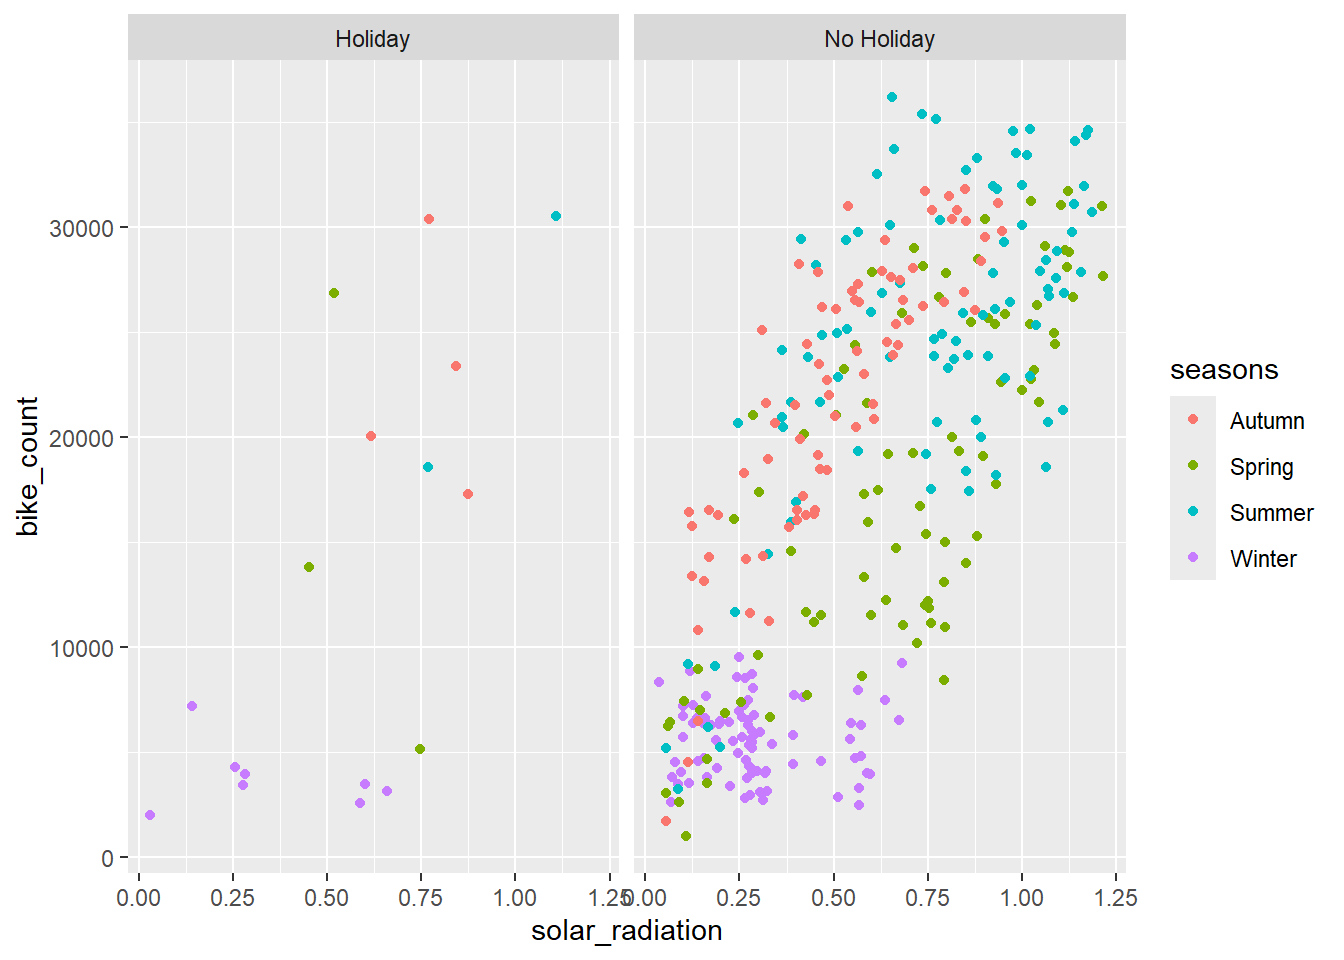 Holiday
No Holiday
30000
20000
10000
0
bike_count
0.00 0.25 0.50 0.75 1.00 1.25
0.00 0.25 0.50 0.75 1.00 1.25
solar_radiation
seasons
Autumn
Spring
Summer
Winter